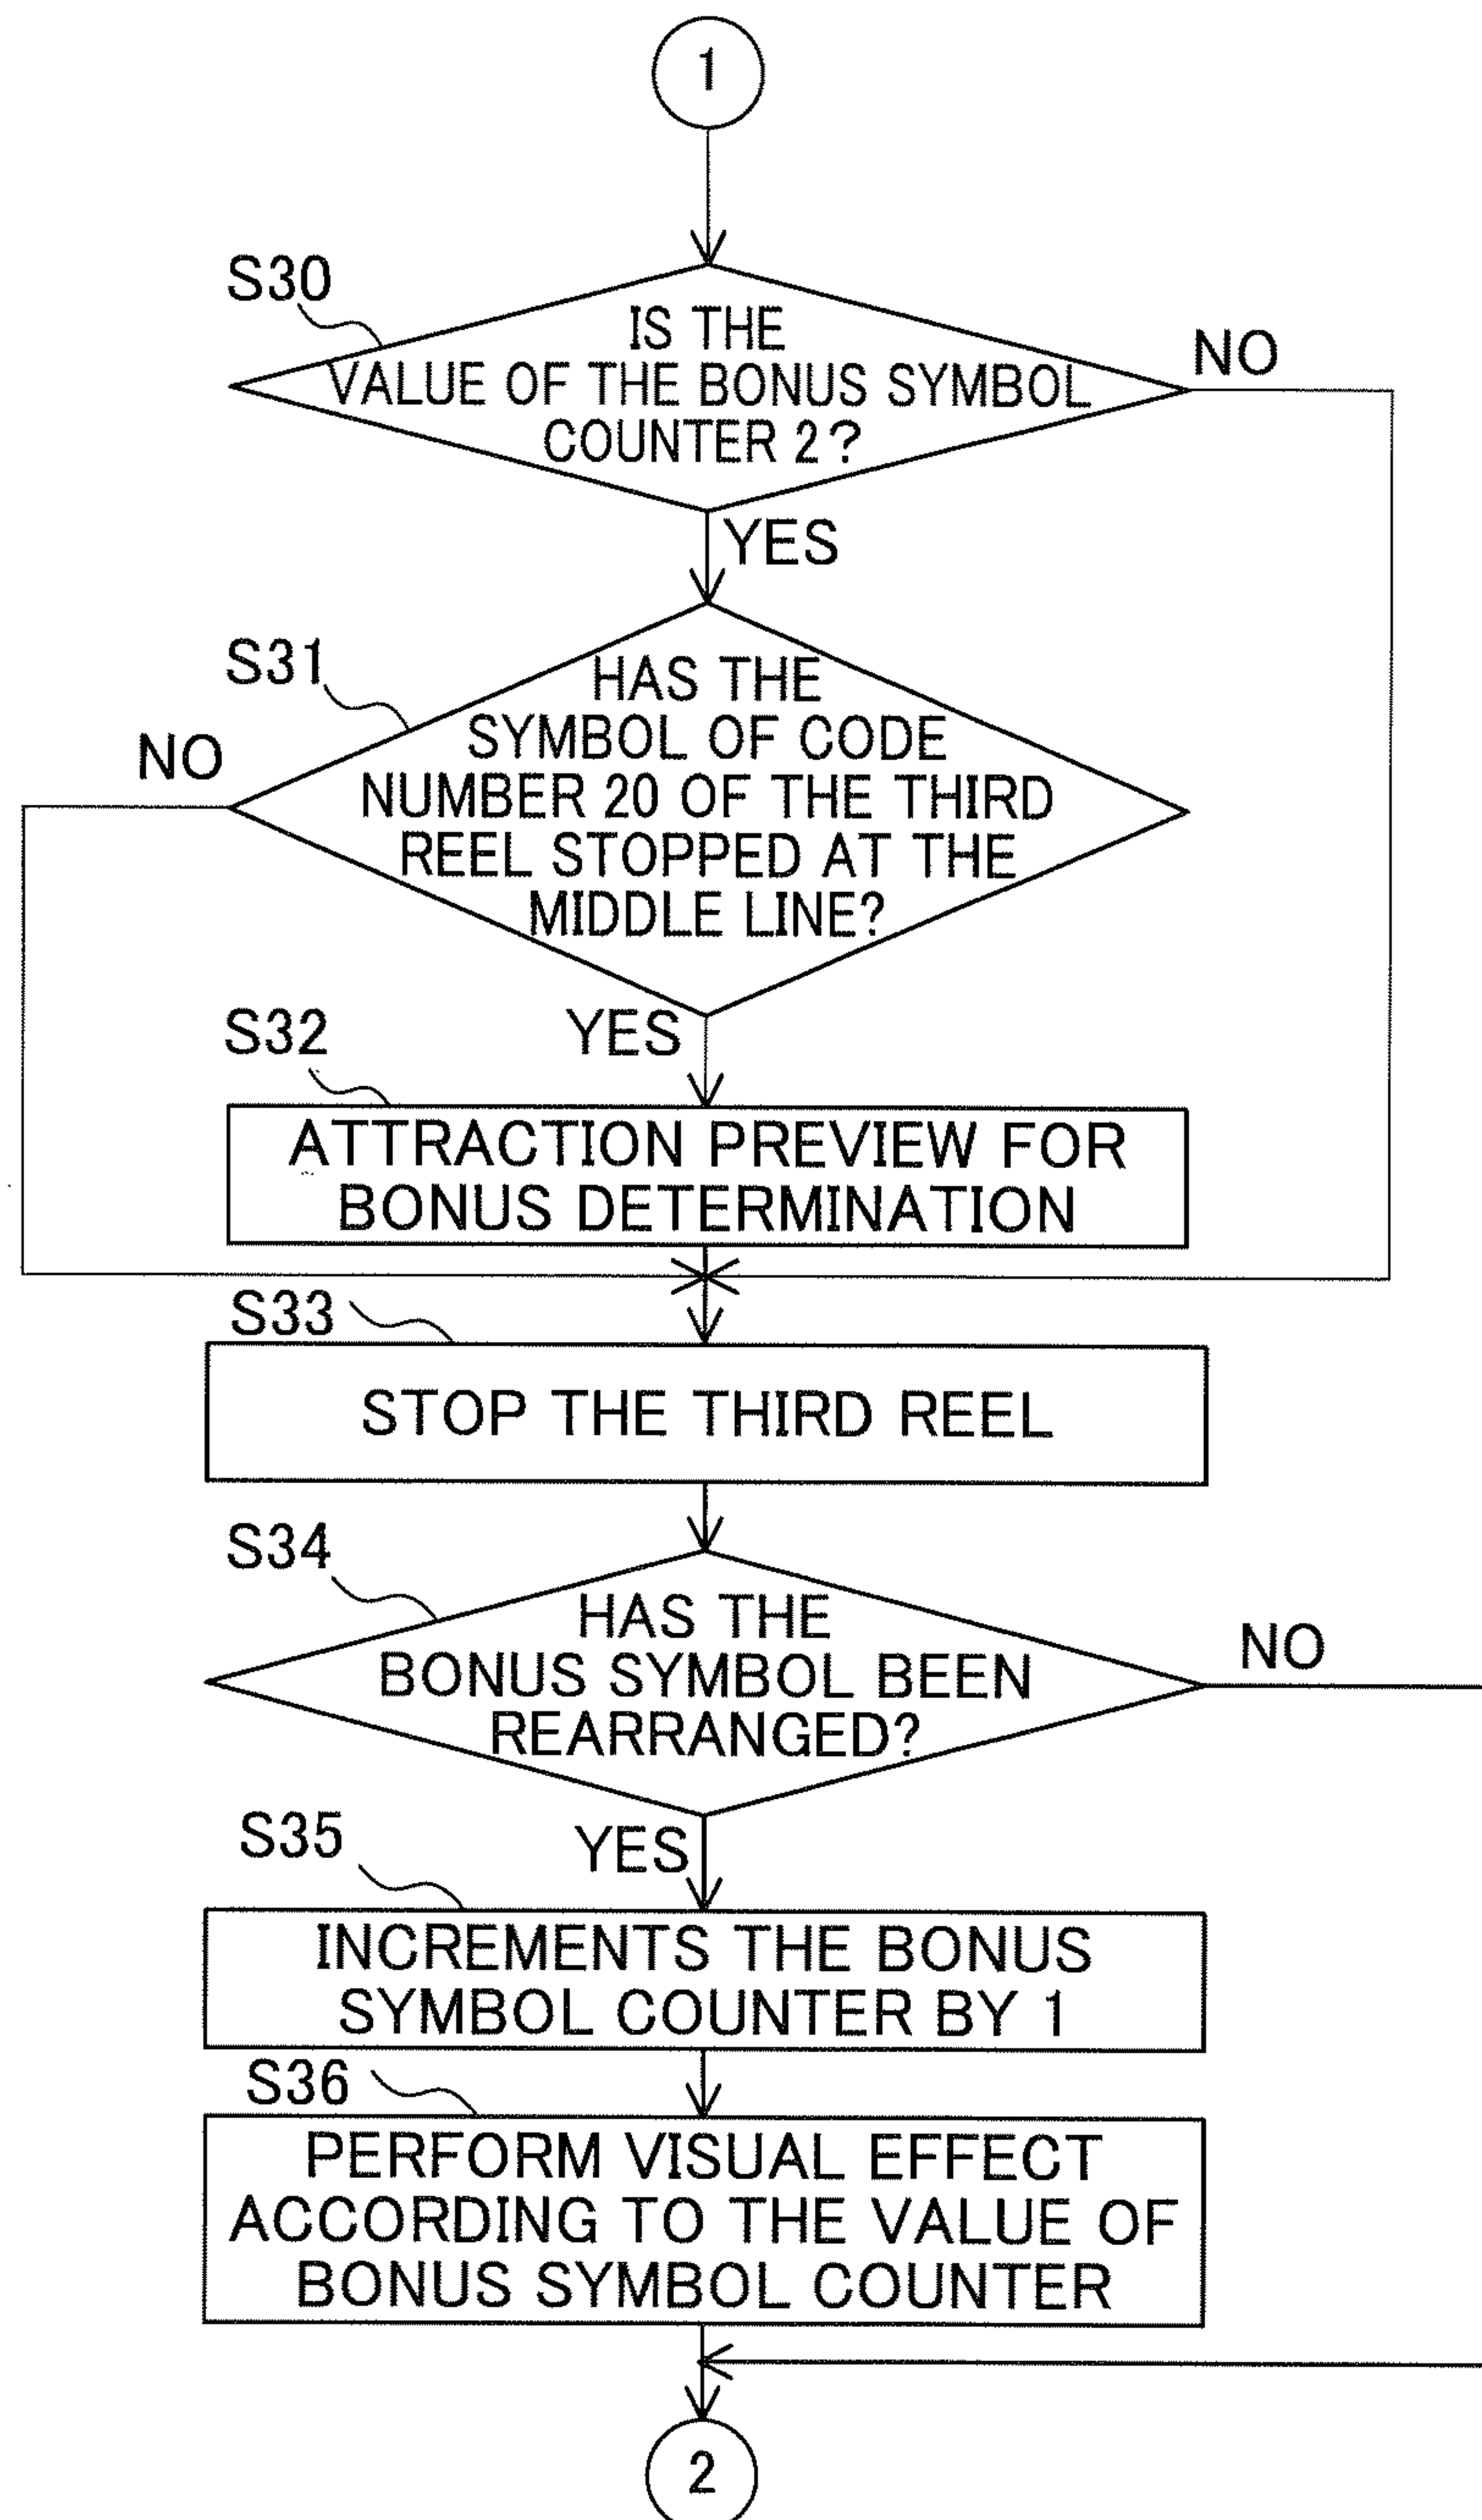 1
S30
IS THE
VALUE OF THE BONUS SYMBOL
COUNTER 2?
NO
YES
S31
HAS THE
SYMBOL OF CODE
NUMBER 20 OF THE THIRD
REEL STOPPED AT THE
MIDDLE LINE?
NO
YES
S32
ATTRACTION PREVIEW FOR
BONUS DETERMINATION
S33
STOP THE THIRD REEL
S34
HAS THE
BONUS SYMBOL BEEN
REARRANGED?
NO
YES
S35
INCREMENTS THE BONUS
SYMBOL COUNTER BY 1
S36
PERFORM VISUAL EFFECT
ACCORDING TO THE VALUE OF
BONUS SYMBOL COUNTER
2